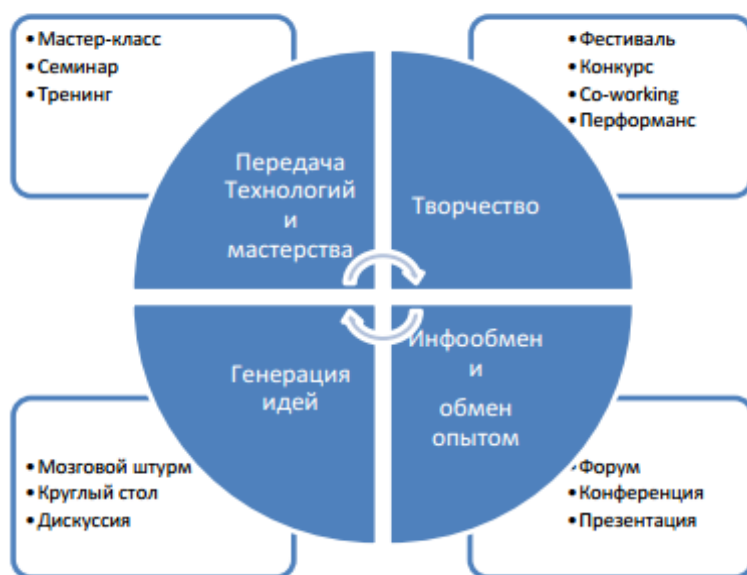 • Мастер-класс
• Семинар
• Тренинг
• Фестиваль
• Конкурс
• Co-working
• Перформанс
Передача
Технологий
и
мастерства
Творчество
Генерация
идей
Инфообмен
и
обмен
опытом
• Мозговой штурм
• Круглый стол
• Дискуссия
• Форум
• Конференция
• Презентация